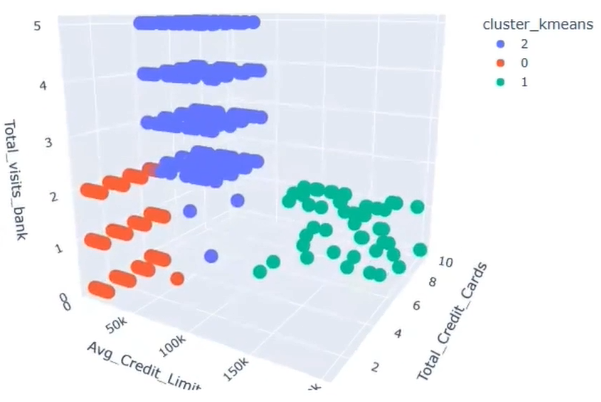 cluster_kmeans
2
0
1
5
4
3
2
1
0
Total_visits_bank
0
50k
100k
150k
k
Avg_Credit_Limit
2
4
6
8
10
Total_Credit_Cards